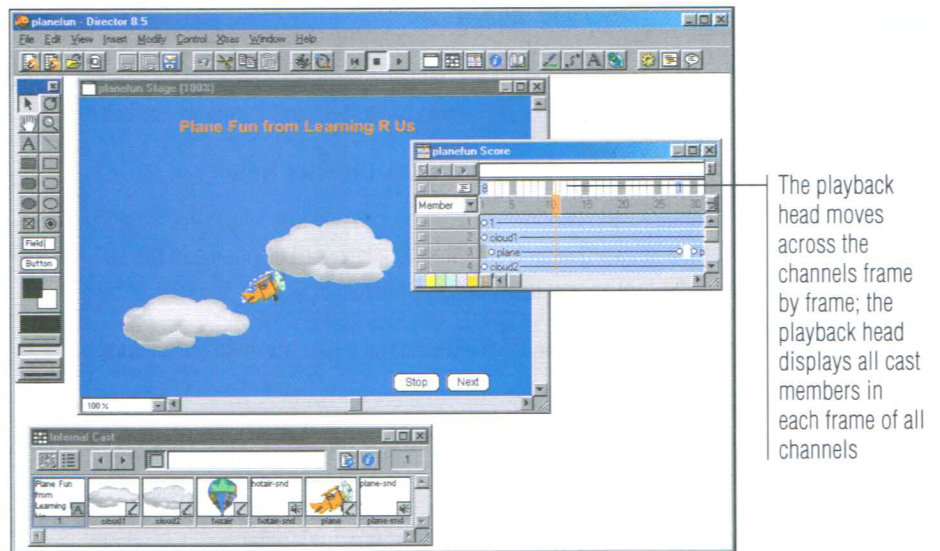 planefun - Director 8.5
File Edit View Insert Modify Control Xtras Window Help
planefun Stage (100%)
Plane Fun from Learning R Us
planefun Score
8
Member
5 10 15 20 25 30
1 1
2 cloud1
3 plane p
4 cloud2
Field
Button
Stop Next
100%
The playback
head moves
across the
channels frame
by frame; the
playback head
displays all cast
members in
each frame of all
channels
Internal Cast
1
Plane Fun
from
Learning
1
cloud1
cloud2
hotair
hotair-snd
hotair-snd
plane
plane-snd
plane-snd